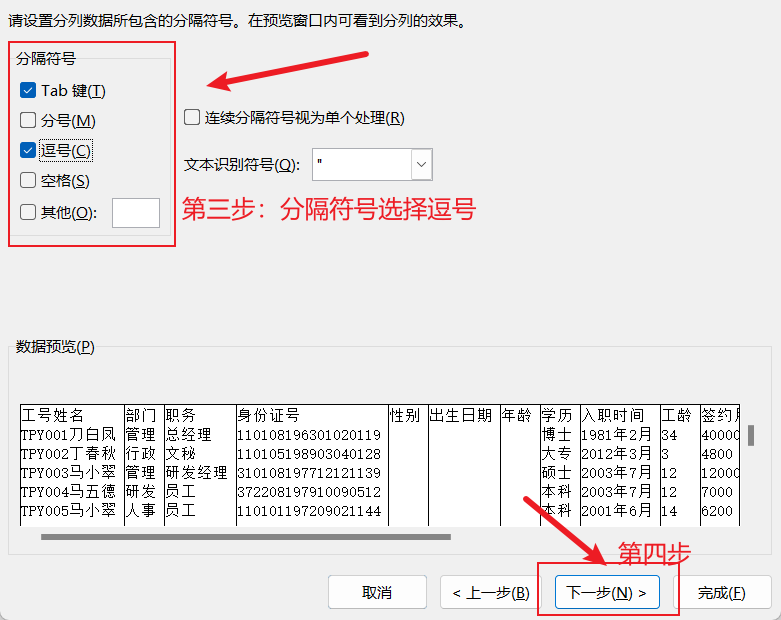 请设置分列数据所包含的分隔符号。在预览窗口内可看到分列的效果。
分隔符号
Tab 键(T)
分号(M)
逗号(C)
空格(S)
其他(O):
连续分隔符号视为单个处理(R)
文本识别符号(Q): "
第三步：分隔符号选择逗号
数据预览(P)
工号姓名 部门 职务 身份证号 性别 出生日期 年龄 学历 入职时间 工龄 签约
TPY001刀白凤 管理 总经理 110108196301020119 博士 1981年2月 34 40000
TPY002丁春秋 行政 文秘 110105198903040128 大专 2012年3月 3 4800
TPY003马小翠 管理 研发经理 310108197712121139 硕士 2003年7月 12 12000
TPY004马五德 研发 员工 372208197910090512 本科 2003年7月 12 7000
TPY005马小翠 人事 员工 110101197209021144 本科 2001年6月 14 6200
第四步
取消 < 上一步(B) 下一步(N) > 完成(F)